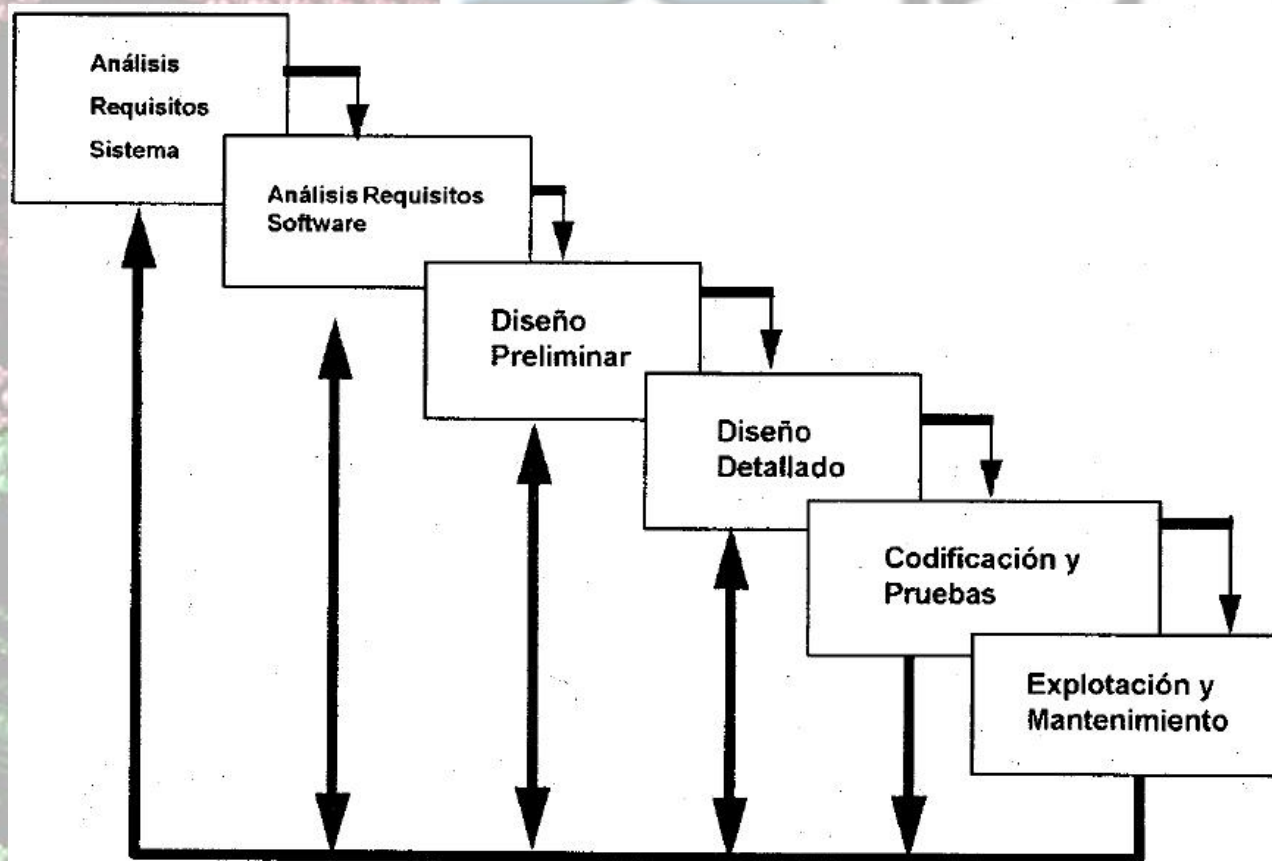 Análisis
Requisitos
Sistema
Análisis Requisitos
Software
Diseño
Preliminar
Diseño
Detallado
Codificación y
Pruebas
Explotación y
Mantenimiento